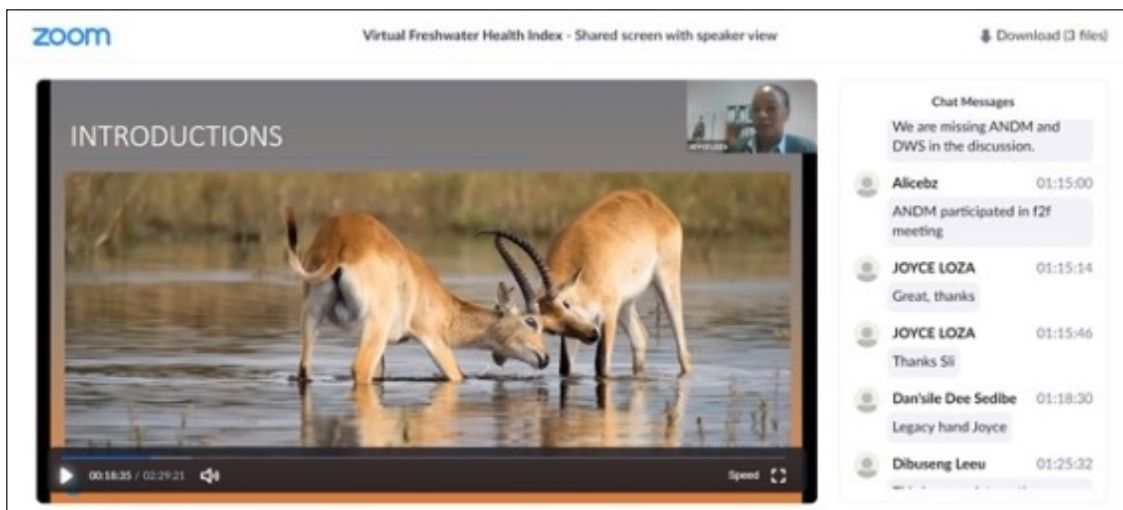 zoom
Virtual Freshwater Health Index - Shared screen with speaker view
Download (3 files)
INTRODUCTIONS
JOYCE LOZA
00:18:35 / 02:29:21
Speed
Chat Messages
We are missing ANDM and
DWS in the discussion.
Alicebz 01:15:00
ANDM participated in f2f
meeting
JOYCE LOZA 01:15:14
Great, thanks
JOYCE LOZA 01:15:46
Thanks Sli
Dan'sile Dee Sedibe 01:18:30
Legacy hand Joyce
Dibuseng Leeu 01:25:32